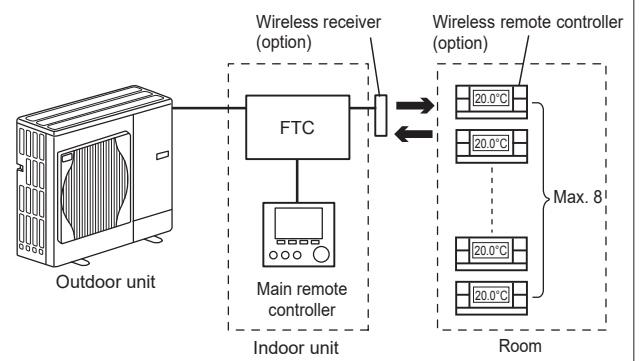 Wireless receiver
(option)
Wireless remote controller
(option)
FTC
20.0°C
20.0°C
Max. 8
20.0°C
20.0°C
Outdoor unit
Main remote
controller
Indoor unit
Room